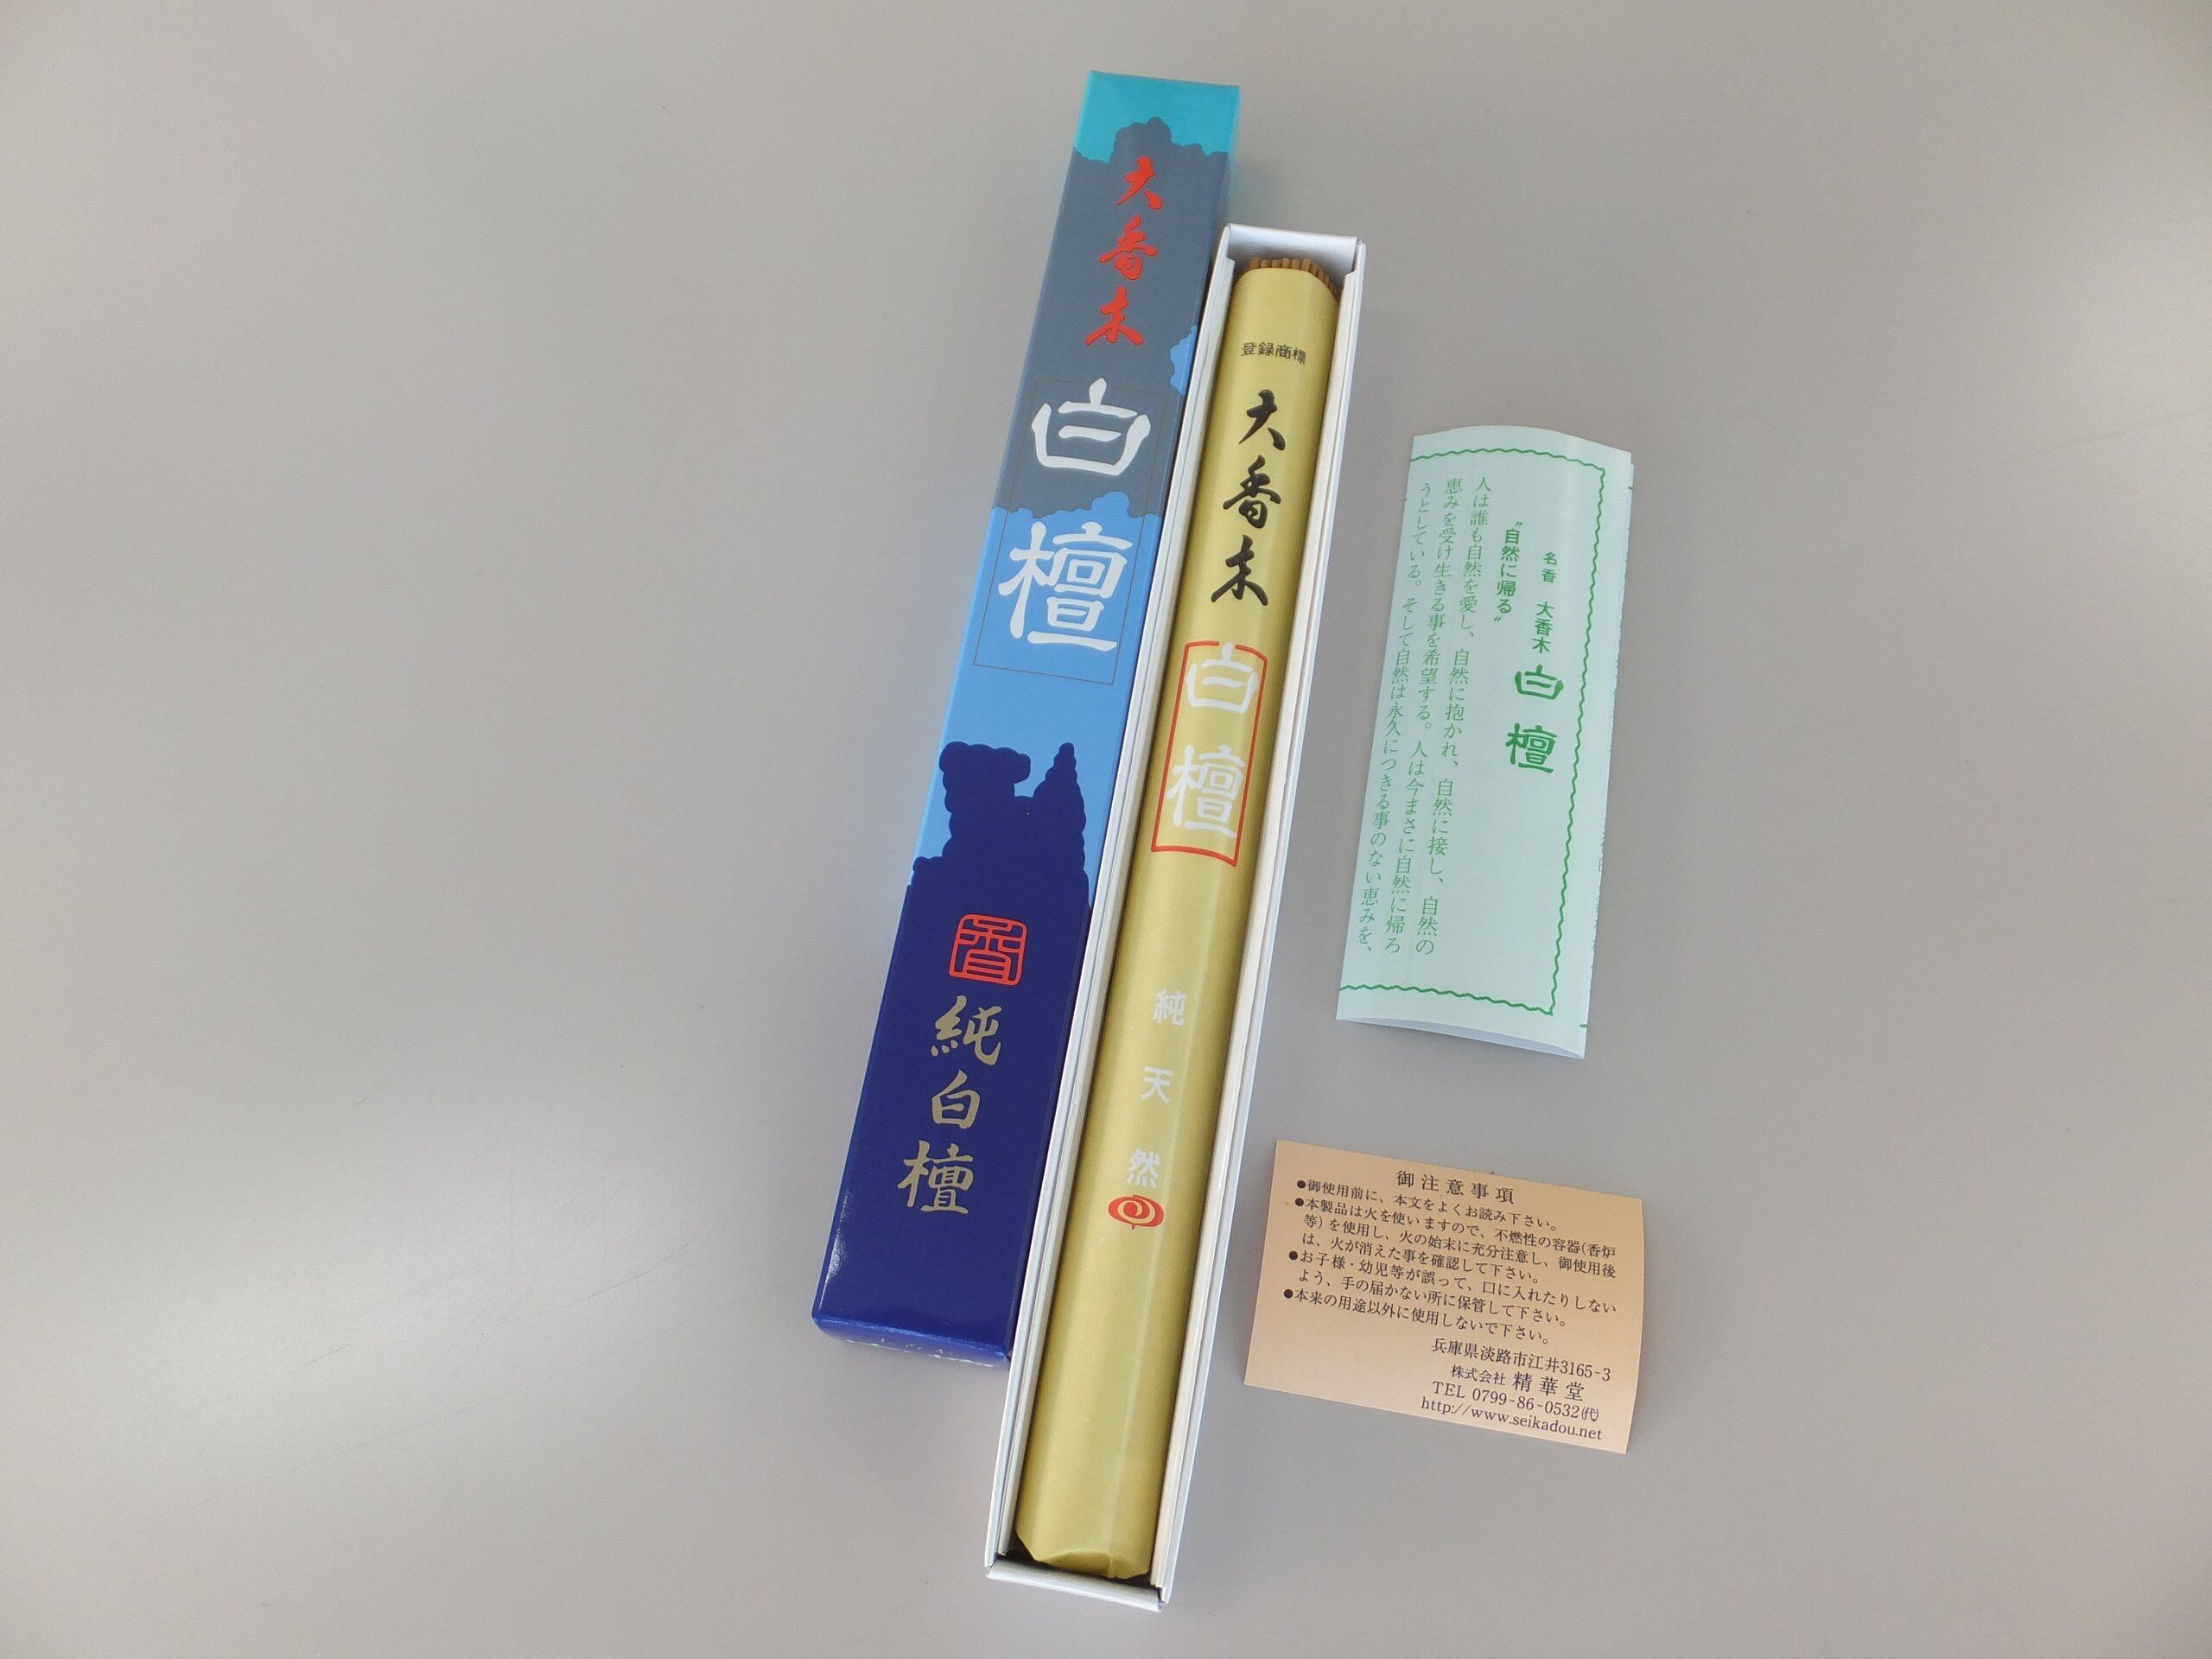 大香木
白檀
香
純白檀
登録商標
大香木
白檀
純天然
名香 大香木 白檀
〝自然に帰る〟
人は誰も自然を愛し、自然に抱かれ、自然に接し、自然の
恵みを受け生きる事を希望する。人は今まさに自然に帰ろ
うとしている。そして自然は永久につきる事のない恵みを、
御注意事項
●御使用前に、本文をよくお読み下さい。
●本製品は火を使いますので、不燃性の容器(香炉
等)を使用し、火の始末に充分注意し、御使用後
は、火が消えた事を確認して下さい。
●お子様・幼児等が誤って、口に入れたりしない
よう、手の届かない所に保管して下さい。
●本来の用途以外に使用しないで下さい。
兵庫県淡路市江井3165-3
株式会社 精華堂
TEL 0799-86-0532㈹
http://www.seikadou.net